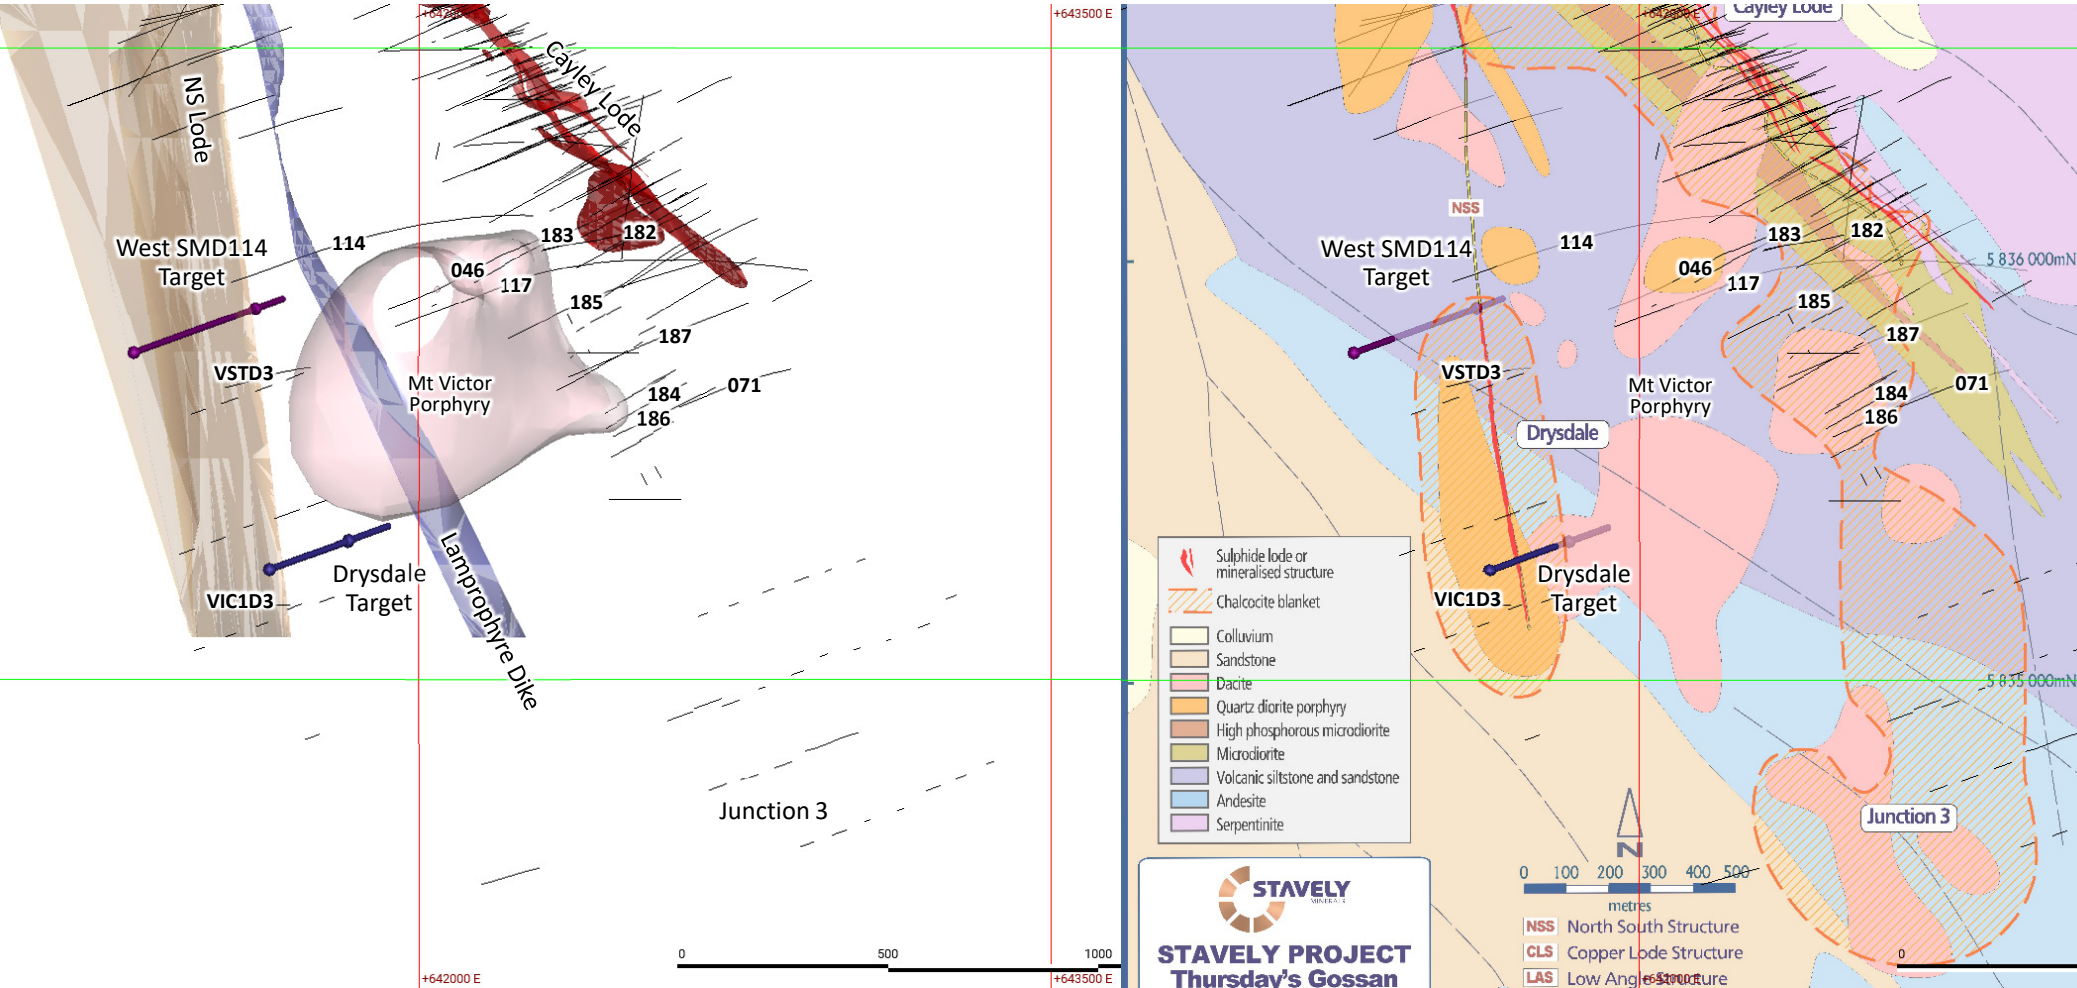 +643500 E
NS Lode
Cayley Lode
West SMD114
Target
114
183
182
046
117
185
187
VSTD3
Mt Victor
Porphyry
184
071
186
Drysdale
Target
VIC1D3
Lamprophyre Dike
Junction 3
0 500 1000
+642000 E
+643500 E
Cayley Lode
NSS
West SMD114
Target
114
183
182
046
117
185
187
5 836 000mN
VSTD3
Mt Victor
Porphyry
184
071
186
Drysdale
Drysdale
Target
VIC1D3
5 835 000mN
Junction 3
Sulphide lode or
mineralised structure
Chalcocite blanket
Colluvium
Sandstone
Dacite
Quartz diorite porphyry
High phosphorous microdiorite
Microdiorite
Volcanic siltstone and sandstone
Andesite
Serpentinite
N
0 100 200 300 400 500
metres
NSS North South Structure
CLS Copper Lode Structure
LAS Low Angle Structure
STAVELY
MINERALS
STAVELY PROJECT
Thursday's Gossan
0
+642000 E